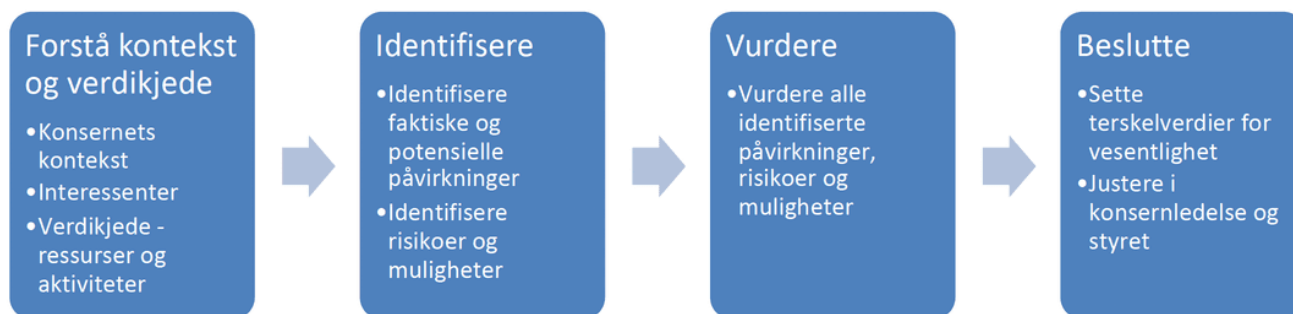 Forstå kontekst
og verdikjede
•Konsernets
kontekst
•Interessenter
•Verdikjede -
ressurser og
aktiviteter
Identifisere
•Identifisere
faktiske og
potensielle
påvirkninger
•Identifisere
risikoer og
muligheter
Vurdere
•Vurdere alle
identifiserte
påvirkninger,
risikoer og
muligheter
Beslutte
•Sette
terskelverdier for
vesentlighet
•Justere i
konsernledelse og
styret